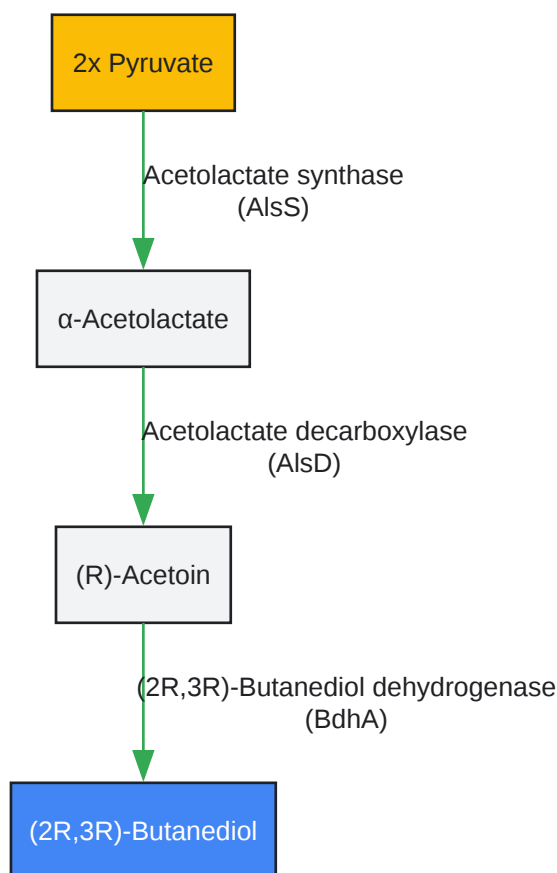 2x Pyruvate
Acetolactate synthase
(AlsS)
α-Acetolactate
Acetolactate decarboxylase
(AlsD)
(R)-Acetoin
(2R,3R)-Butanediol dehydrogenase
(BdhA)
(2R,3R)-Butanediol